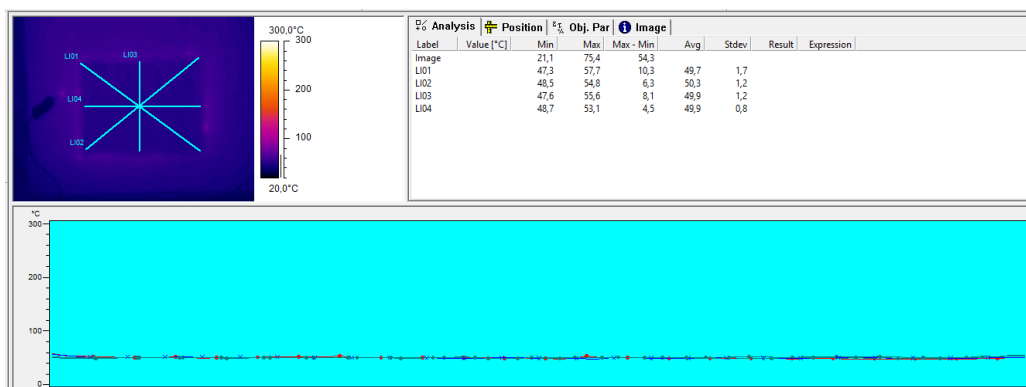 300,0°C
300
200
100
20,0°C
LI01
LI03
LI04
LI02
Analysis Position Obj. Par Image
Label Value [°C] Min Max Max - Min Avg Stdev Result Expression
Image 21,1 75,4 54,3
LI01 47,3 57,7 10,3 49,7 1,7
LI02 48,5 54,8 6,3 50,3 1,2
LI03 47,6 55,6 8,1 49,9 1,2
LI04 48,7 53,1 4,5 49,9 0,8
°C
300
200
100
0